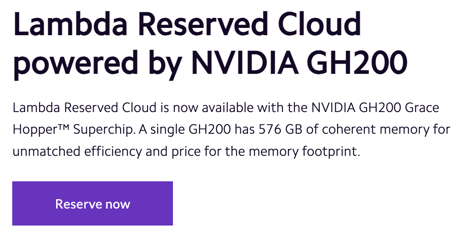 Lambda Reserved Cloud
powered by NVIDIA GH200
Lambda Reserved Cloud is now available with the NVIDIA GH200 Grace
Hopper™ Superchip. A single GH200 has 576 GB of coherent memory for
unmatched efficiency and price for the memory footprint.
Reserve now